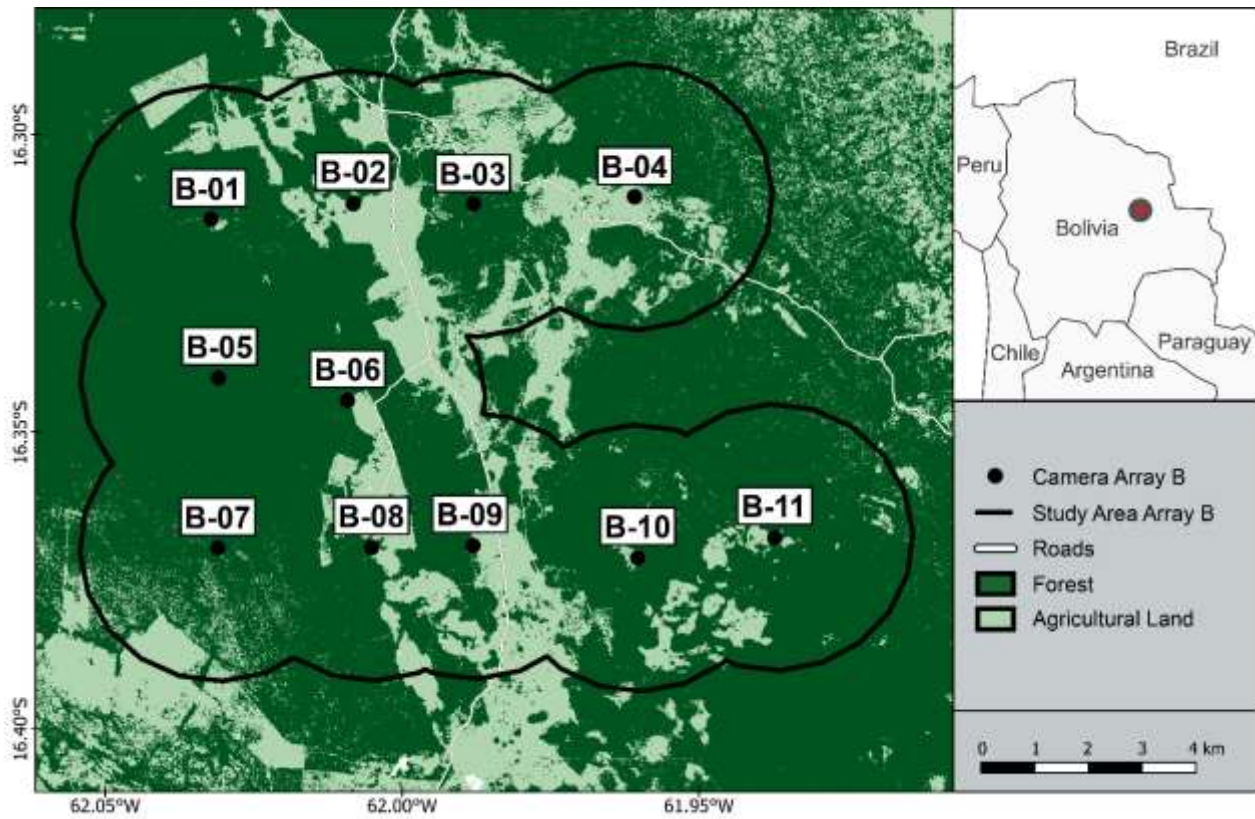 16.30°S
16.35°S
16.40°S
62.05°W
62.00°W
61.95°W
B-01
B-02
B-03
B-04
B-05
B-06
B-07
B-08
B-09
B-10
B-11
Brazil
Peru
Bolivia
Chile
Paraguay
Argentina
Camera Array B
Study Area Array B
Roads
Forest
Agricultural Land
0 1 2 3 4 km